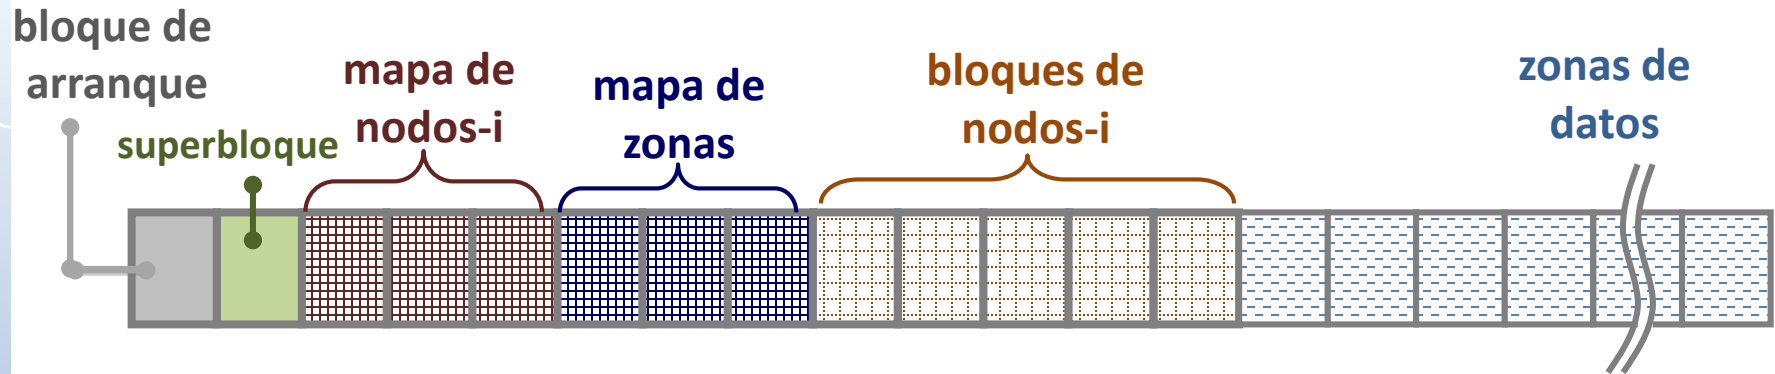 bloque de
arranque
superbloque
mapa de
nodos-i
mapa de
zonas
bloques de
nodos-i
zonas de
datos